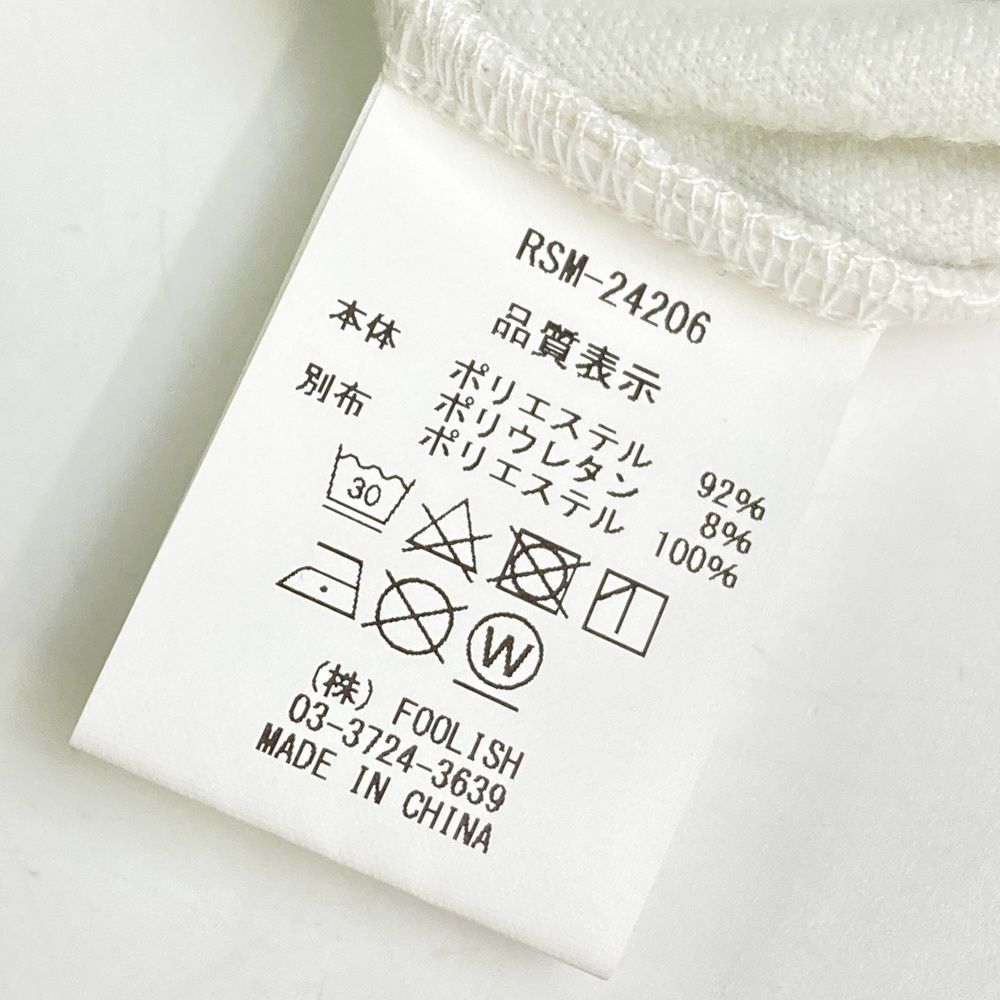 RSM-24206
品質表示
本体 ポリエステル 92%
ポリウレタン 8%
別布 ポリエステル 100%
30
W
(株) FOOLISH
03-3724-3639
MADE IN CHINA